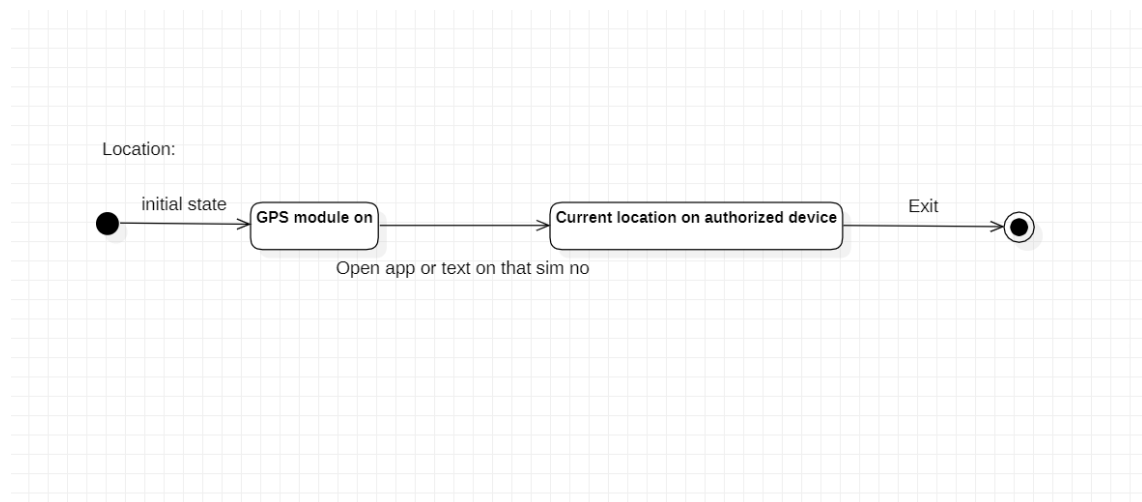 Location:
initial state
GPS module on
Current location on authorized device
Exit
Open app or text on that sim no